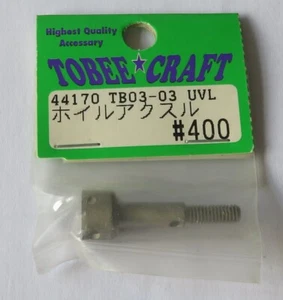 Highest Quality
Accessory
TOBEE★CRAFT
44170 TB03-03 UVL
ホイルアクスル
#400